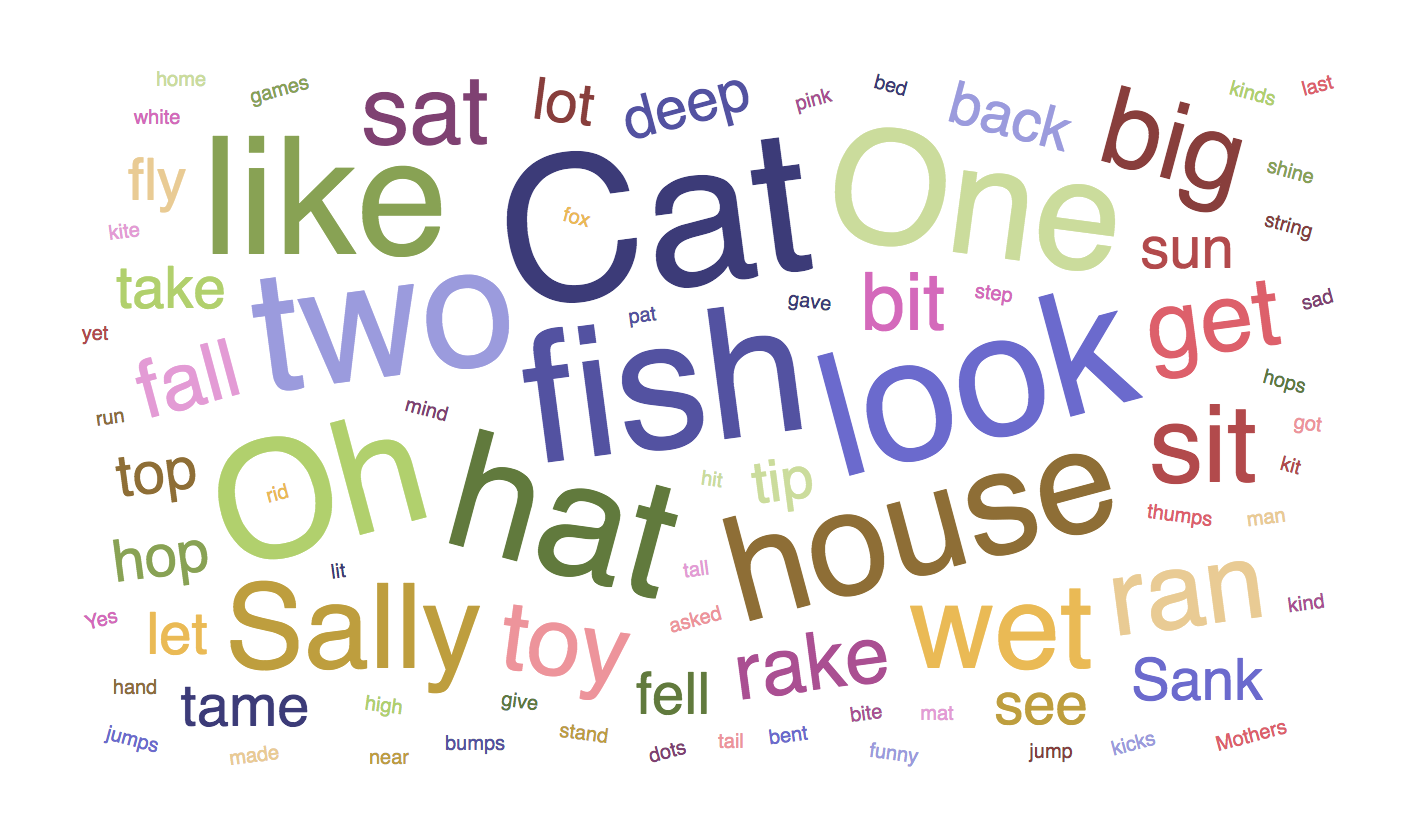 home
games
sat
lot
deep
pink
bed
back
big
kinds
last
white
like
Cat
One
fly
fox
shine
kite
string
sun
take
two
pat
gave
bit
step
get
sad
yet
fall
fish
look
hops
run
mind
got
top
Oh
rid
hat
hit
tip
house
sit
kit
thumps
man
hop
lit
tall
Yes
let
Sally
toy
asked
wet
ran
kind
hand
tame
high
give
fell
rake
bite
mat
see
Sank
jumps
made
near
bumps
stand
dots
tail
bent
funny
jump
kicks
Mothers